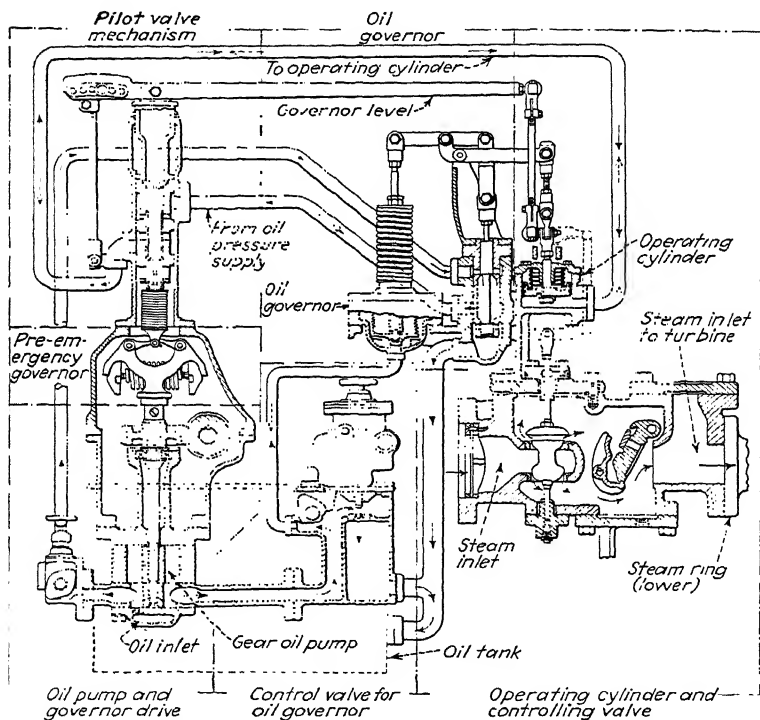 Pilot valve
mechanism
Oil
governor
To operating cylinder
Governor level
From oil
pressure
supply
Operating
cylinder
Oil
governor
Steam inlet
to turbine
Pre-em-
ergency
governor
Steam
inlet
Steam ring
(lower)
Oil inlet
Gear oil pump
Oil tank
Oil pump and
governor drive
Control valve for
oil governor
Operating cylinder and
controlling valve